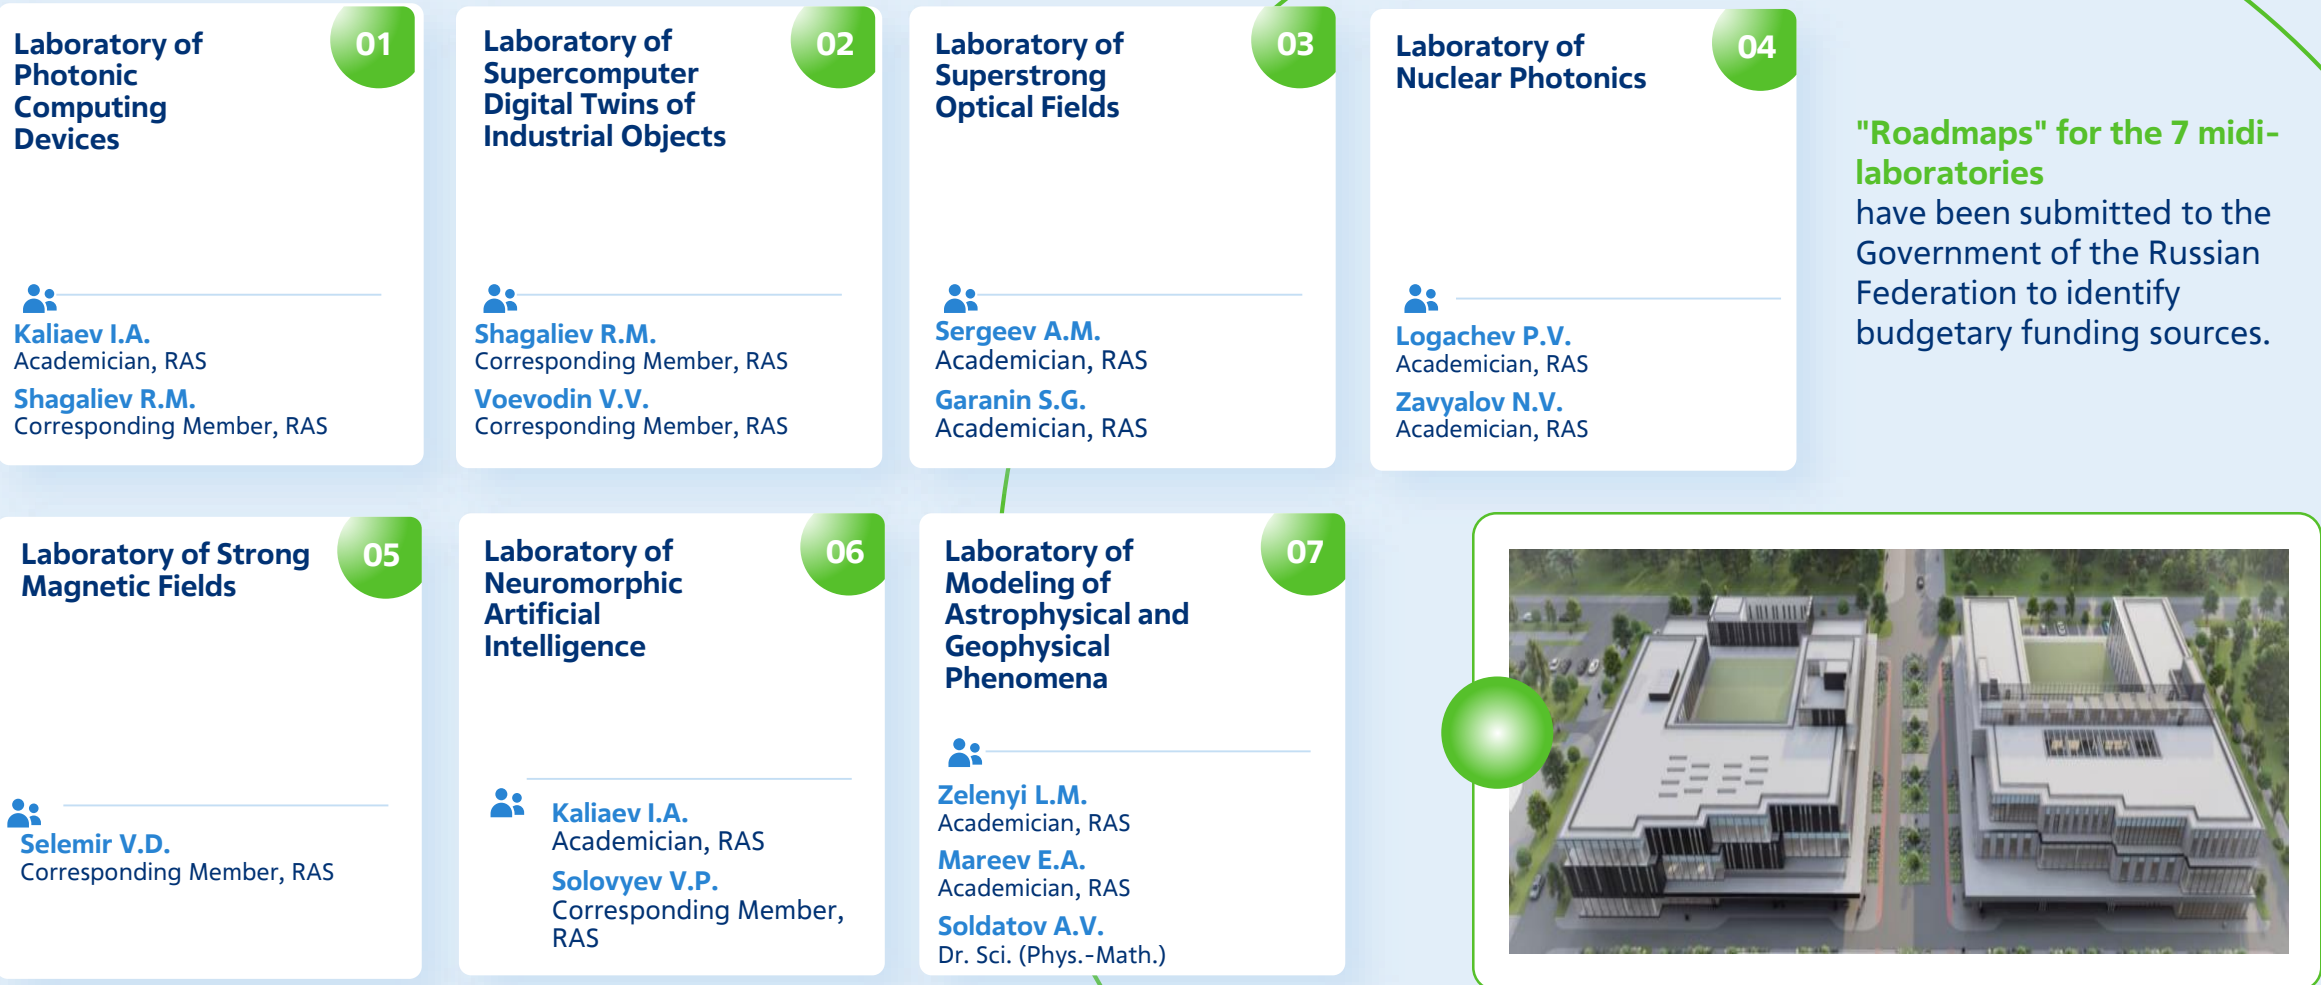 01
Laboratory of
Photonic
Computing
Devices
Kaliaev I.A.
Academician, RAS
Shagaliev R.M.
Corresponding Member, RAS
02
Laboratory of
Supercomputer
Digital Twins of
Industrial Objects
Shagaliev R.M.
Corresponding Member, RAS
Voevodin V.V.
Corresponding Member, RAS
03
Laboratory of
Superstrong
Optical Fields
Sergeev A.M.
Academician, RAS
Garanin S.G.
Academician, RAS
04
Laboratory of
Nuclear Photonics
Logachev P.V.
Academician, RAS
Zavyalov N.V.
Academician, RAS
"Roadmaps" for the 7 midi-
laboratories
have been submitted to the
Government of the Russian
Federation to identify
budgetary funding sources.
05
Laboratory of Strong
Magnetic Fields
Selemir V.D.
Corresponding Member, RAS
06
Laboratory of
Neuromorphic
Artificial
Intelligence
Kaliaev I.A.
Academician, RAS
Solovyev V.P.
Corresponding Member,
RAS
07
Laboratory of
Modeling of
Astrophysical and
Geophysical
Phenomena
Zelenyi L.M.
Academician, RAS
Mareev E.A.
Academician, RAS
Soldatov A.V.
Dr. Sci. (Phys.-Math.)